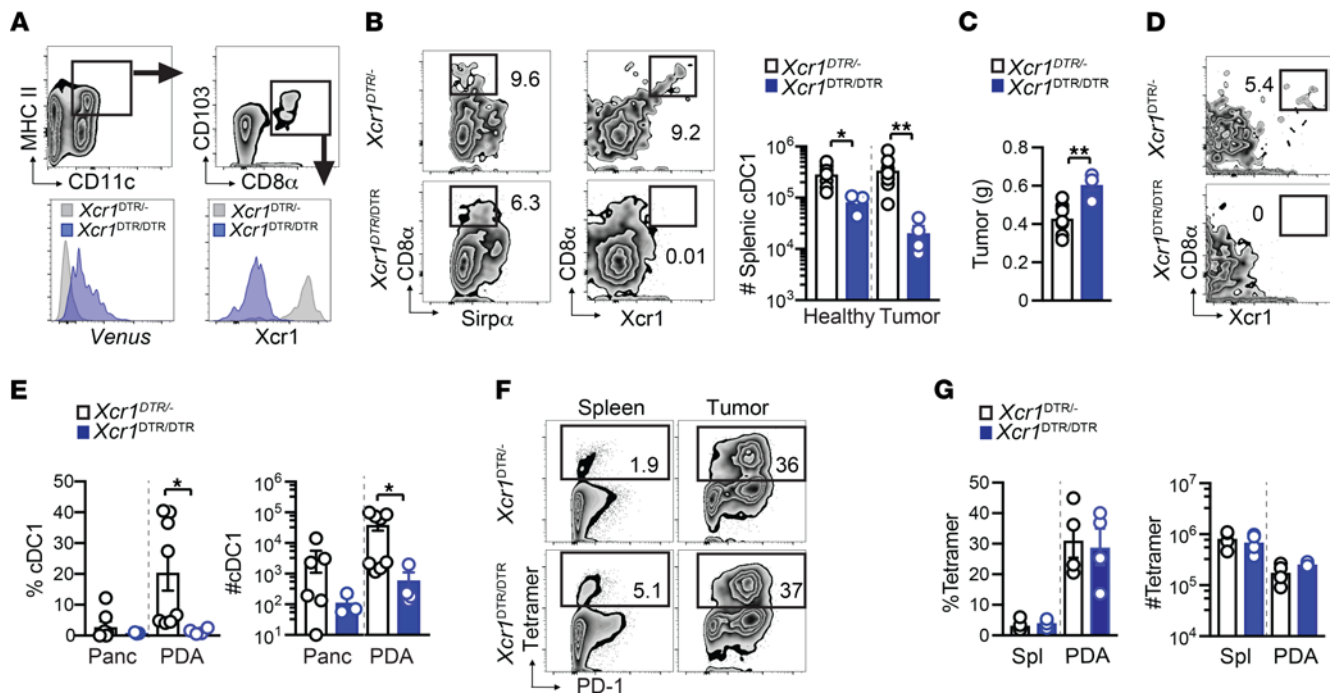 A
MHC II
CD11c
CD103
CD8α
Xcr1DTR/-
Xcr1DTR/DTR
Venus
Xcr1DTR/-
Xcr1DTR/DTR
Xcr1
B
Xcr1DTR/-
9.6
9.2
Xcr1DTR/DTR
6.3
0.01
CD8α
Sirpα
CD8α
Xcr1
Xcr1DTR/-
Xcr1DTR/DTR
# Splenic cDC1
10⁶
10⁵
10⁴
10³
*
**
Healthy Tumor
C
Xcr1DTR/-
Xcr1DTR/DTR
Tumor (g)
0.8
0.6
0.4
0.2
0
**
D
Xcr1DTR/-
5.4
Xcr1DTR/DTR
0
CD8α
Xcr1
E
Xcr1DTR/-
Xcr1DTR/DTR
% cDC1
50
40
30
20
10
0
*
Panc PDA
#cDC1
10⁶
10⁵
10⁴
10³
10²
10¹
*
Panc PDA
F
Spleen Tumor
Xcr1DTR/-
1.9
36
Xcr1DTR/DTR
5.1
37
Tetramer
PD-1
G
Xcr1DTR/-
Xcr1DTR/DTR
%Tetramer
50
40
30
20
10
0
Spl PDA
#Tetramer
10⁷
10⁶
10⁵
10⁴
Spl PDA